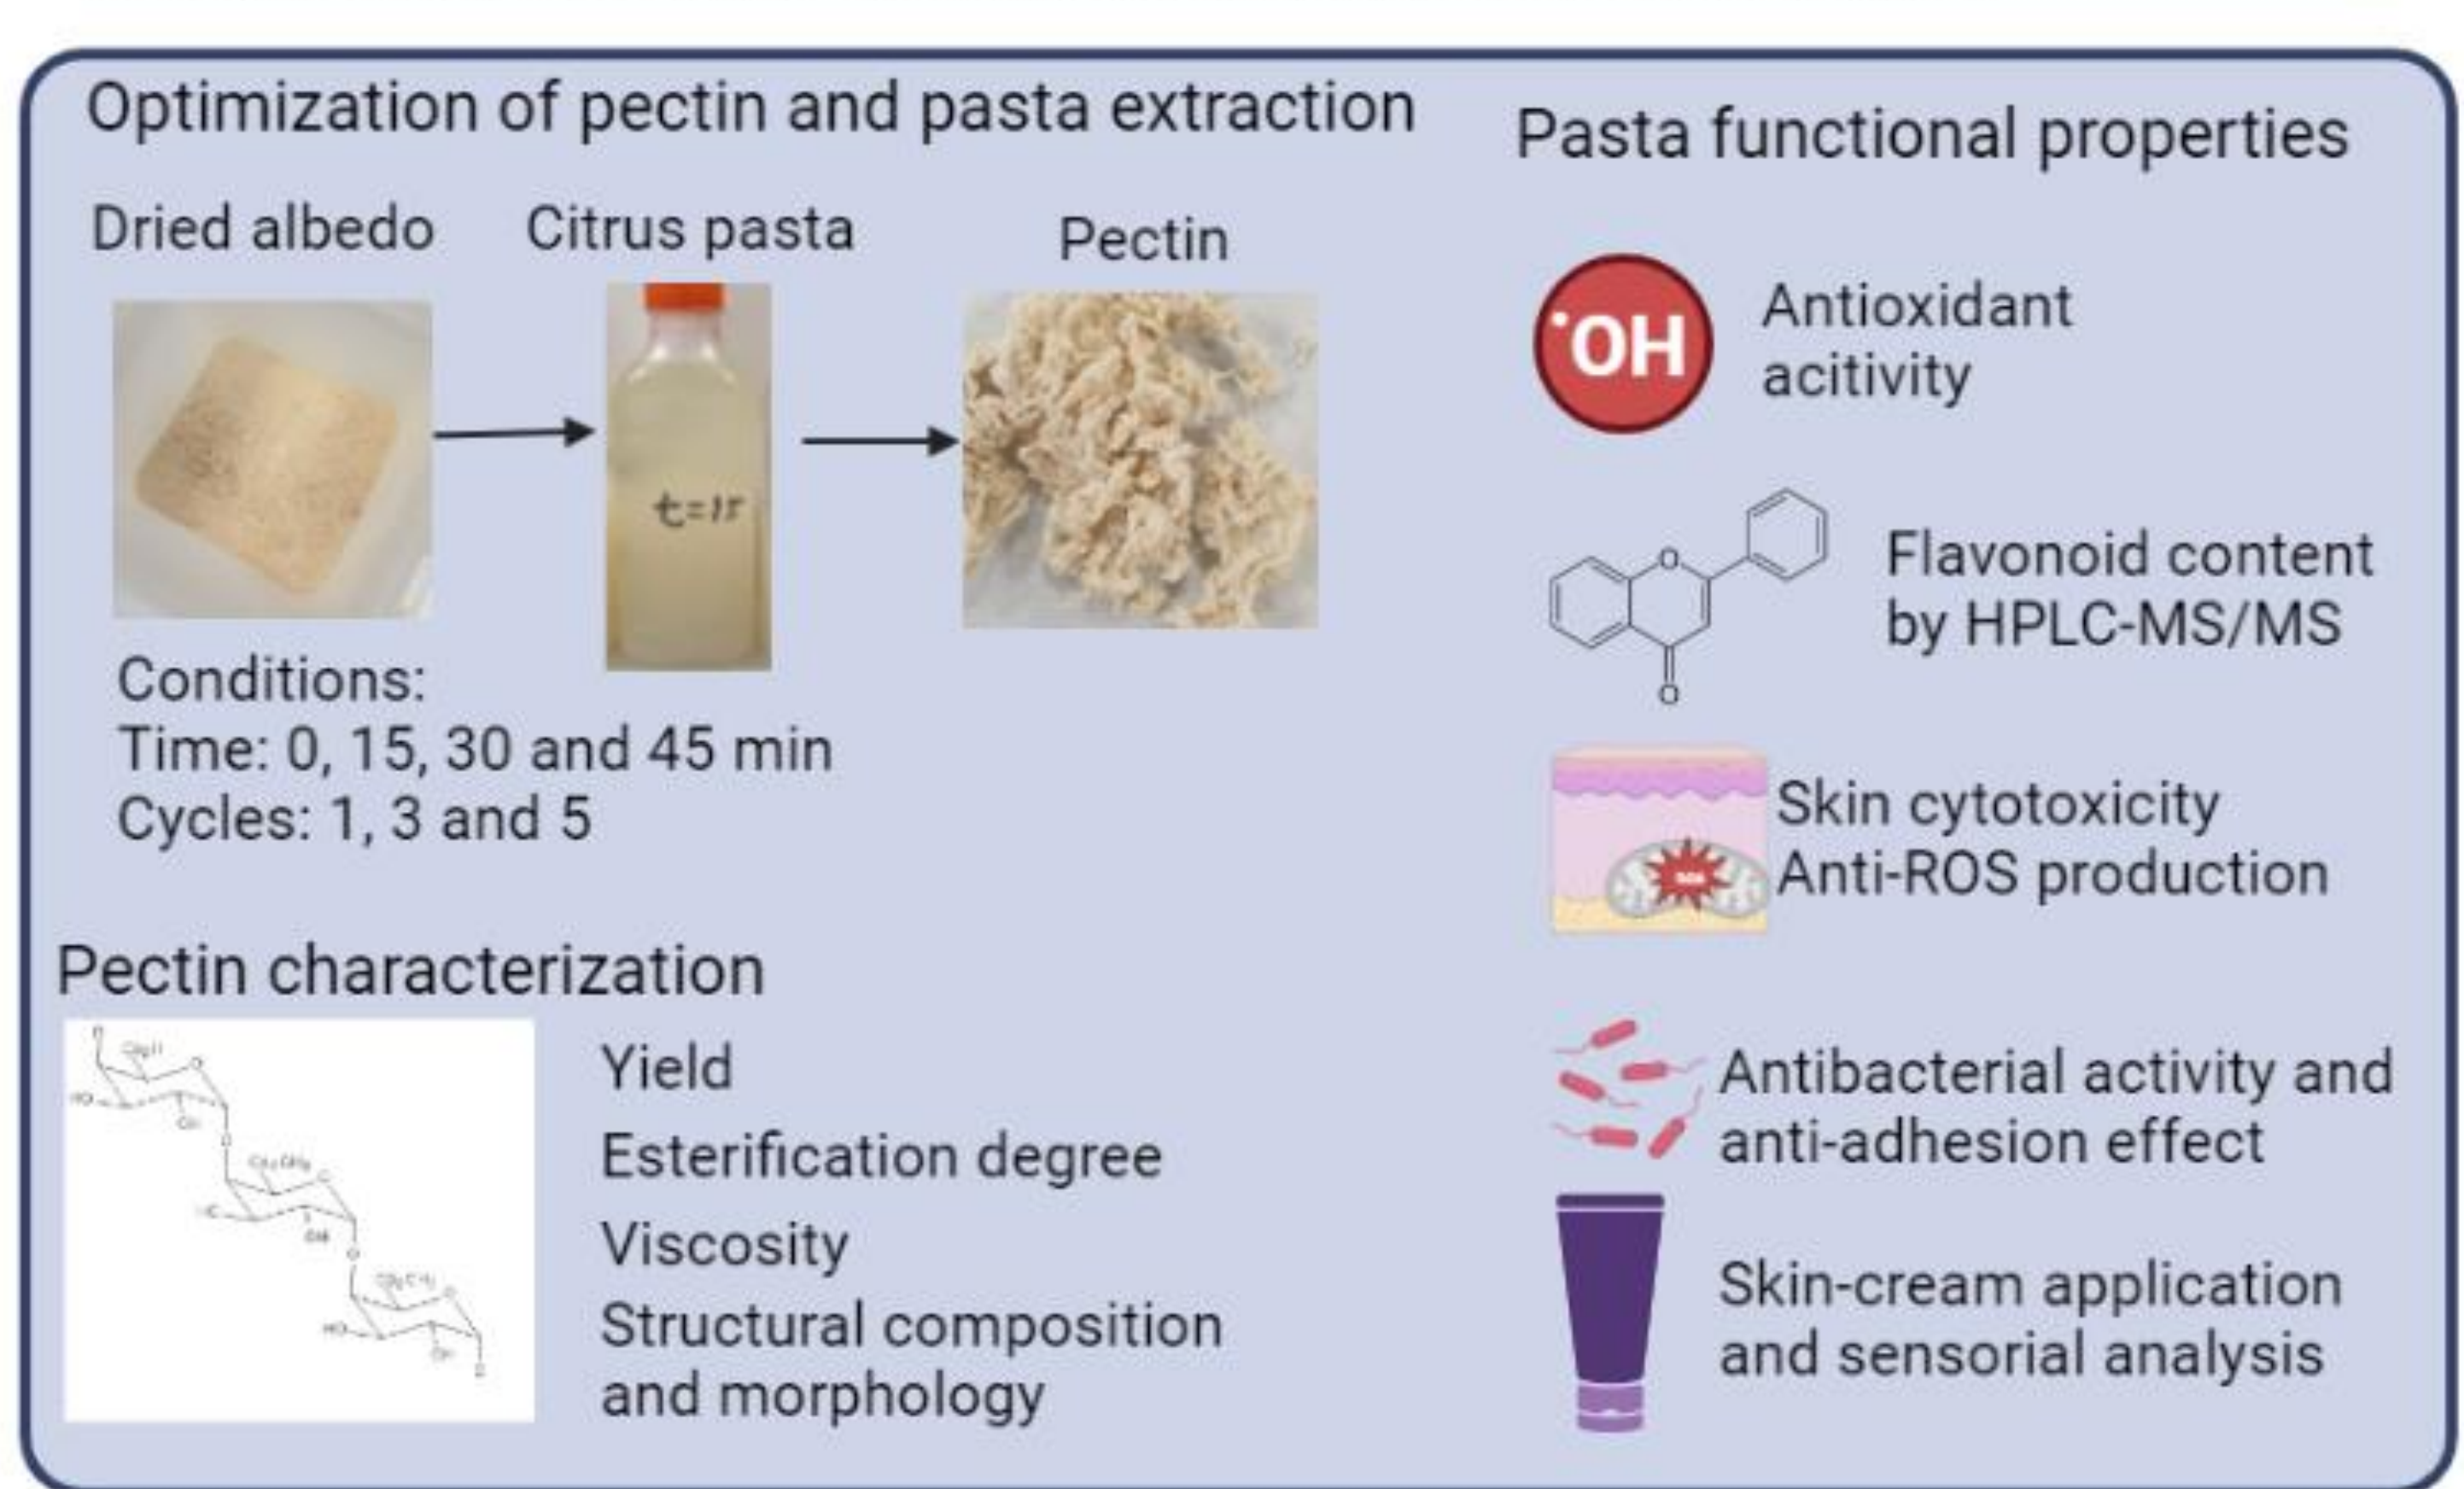 Optimization of pectin and pasta extraction
Dried albedo
Citrus pasta
Pectin
t=15
Conditions:
Time: 0, 15, 30 and 45 min
Cycles: 1, 3 and 5
Pectin characterization
Yield
Esterification degree
Viscosity
Structural composition
and morphology
Pasta functional properties
•OH
Antioxidant
acitivity
O
O
Flavonoid content
by HPLC-MS/MS
Skin cytotoxicity
Anti-ROS production
Antibacterial activity and
anti-adhesion effect
Skin-cream application
and sensorial analysis